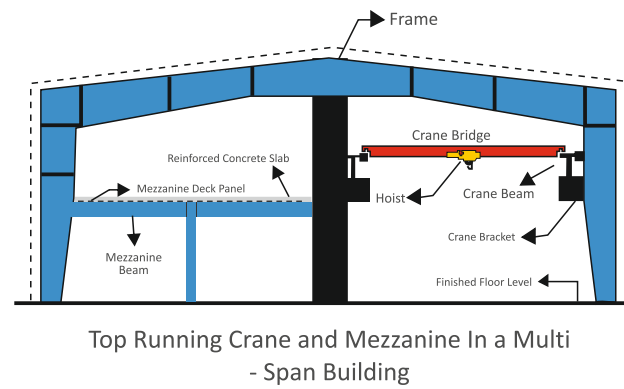 Frame
Crane Bridge
Reinforced Concrete Slab
Mezzanine Deck Panel
Hoist
Crane Beam
Mezzanine
Beam
Crane Bracket
Finished Floor Level
Top Running Crane and Mezzanine In a Multi
- Span Building